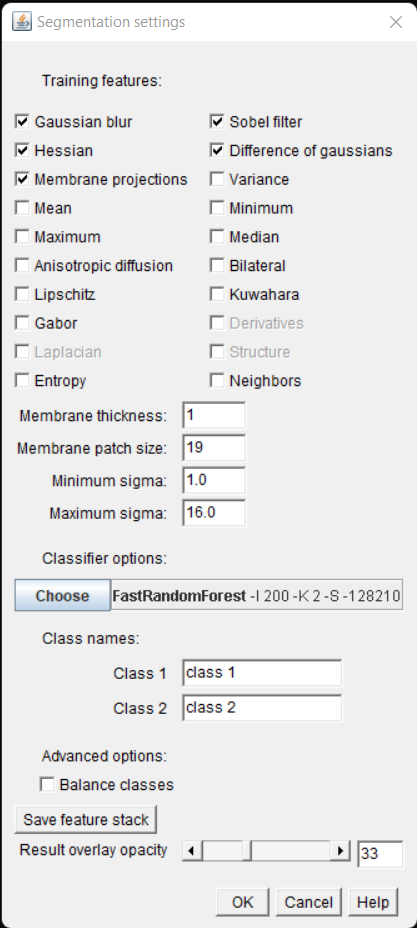 Segmentation settings
Training features:
Gaussian blur Sobel filter
Hessian Difference of gaussians
Membrane projections Variance
Mean Minimum
Maximum Median
Anisotropic diffusion Bilateral
Lipschitz Kuwahara
Gabor Derivatives
Laplacian Structure
Entropy Neighbors
Membrane thickness: 1
Membrane patch size: 19
Minimum sigma: 1.0
Maximum sigma: 16.0
Classifier options:
Choose FastRandomForest -I 200 -K 2 -S -128210
Class names:
Class 1 class 1
Class 2 class 2
Advanced options:
Balance classes
Save feature stack
Result overlay opacity 33
OK Cancel Help